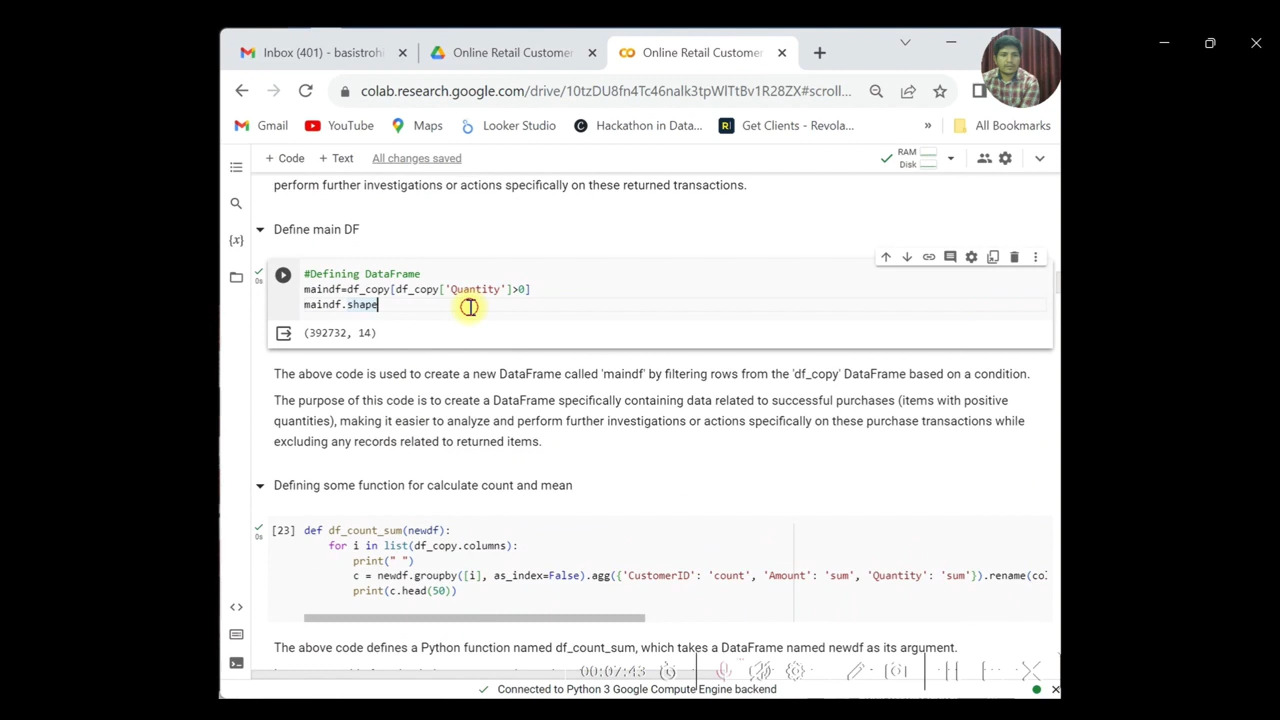 Inbox (401) - basistrohi
Online Retail Customer
Online Retail Customer
colab.research.google.com/drive/10tzDU8fn4Tc46nalk3tpWlTtBv1R28ZX#scroll...
Gmail YouTube Maps Looker Studio Hackathon in Data... Get Clients - Revola... » All Bookmarks
+ Code + Text All changes saved RAM
Disk
perform further investigations or actions specifically on these returned transactions.
Define main DF
#Defining DataFrame
0s
maindf=df_copy[df_copy['Quantity']>0]
maindf.shape
(392732, 14)
The above code is used to create a new DataFrame called 'maindf' by filtering rows from the 'df_copy' DataFrame based on a condition.
The purpose of this code is to create a DataFrame specifically containing data related to successful purchases (items with positive
quantities), making it easier to analyze and perform further investigations or actions specifically on these purchase transactions while
excluding any records related to returned items.
Defining some function for calculate count and mean
[23] def df_count_sum(newdf):
0s
for i in list(df_copy.columns):
print(" ")
c = newdf.groupby([i], as_index=False).agg({'CustomerID': 'count', 'Amount': 'sum', 'Quantity': 'sum'}).rename(co
print(c.head(50))
The above code defines a Python function named df_count_sum, which takes a DataFrame named newdf as its argument.
00:07:43
Connected to Python 3 Google Compute Engine backend